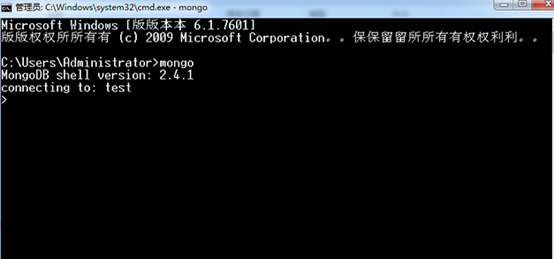 管理员: C:\Windows\system32\cmd.exe - mongo
Microsoft Windows [版版本本 6.1.7601]
版版权权所所有有 (c) 2009 Microsoft Corporation。。保保留留所所有有权权利利。。
C:\Users\Administrator>mongo
MongoDB shell version: 2.4.1
connecting to: test
>